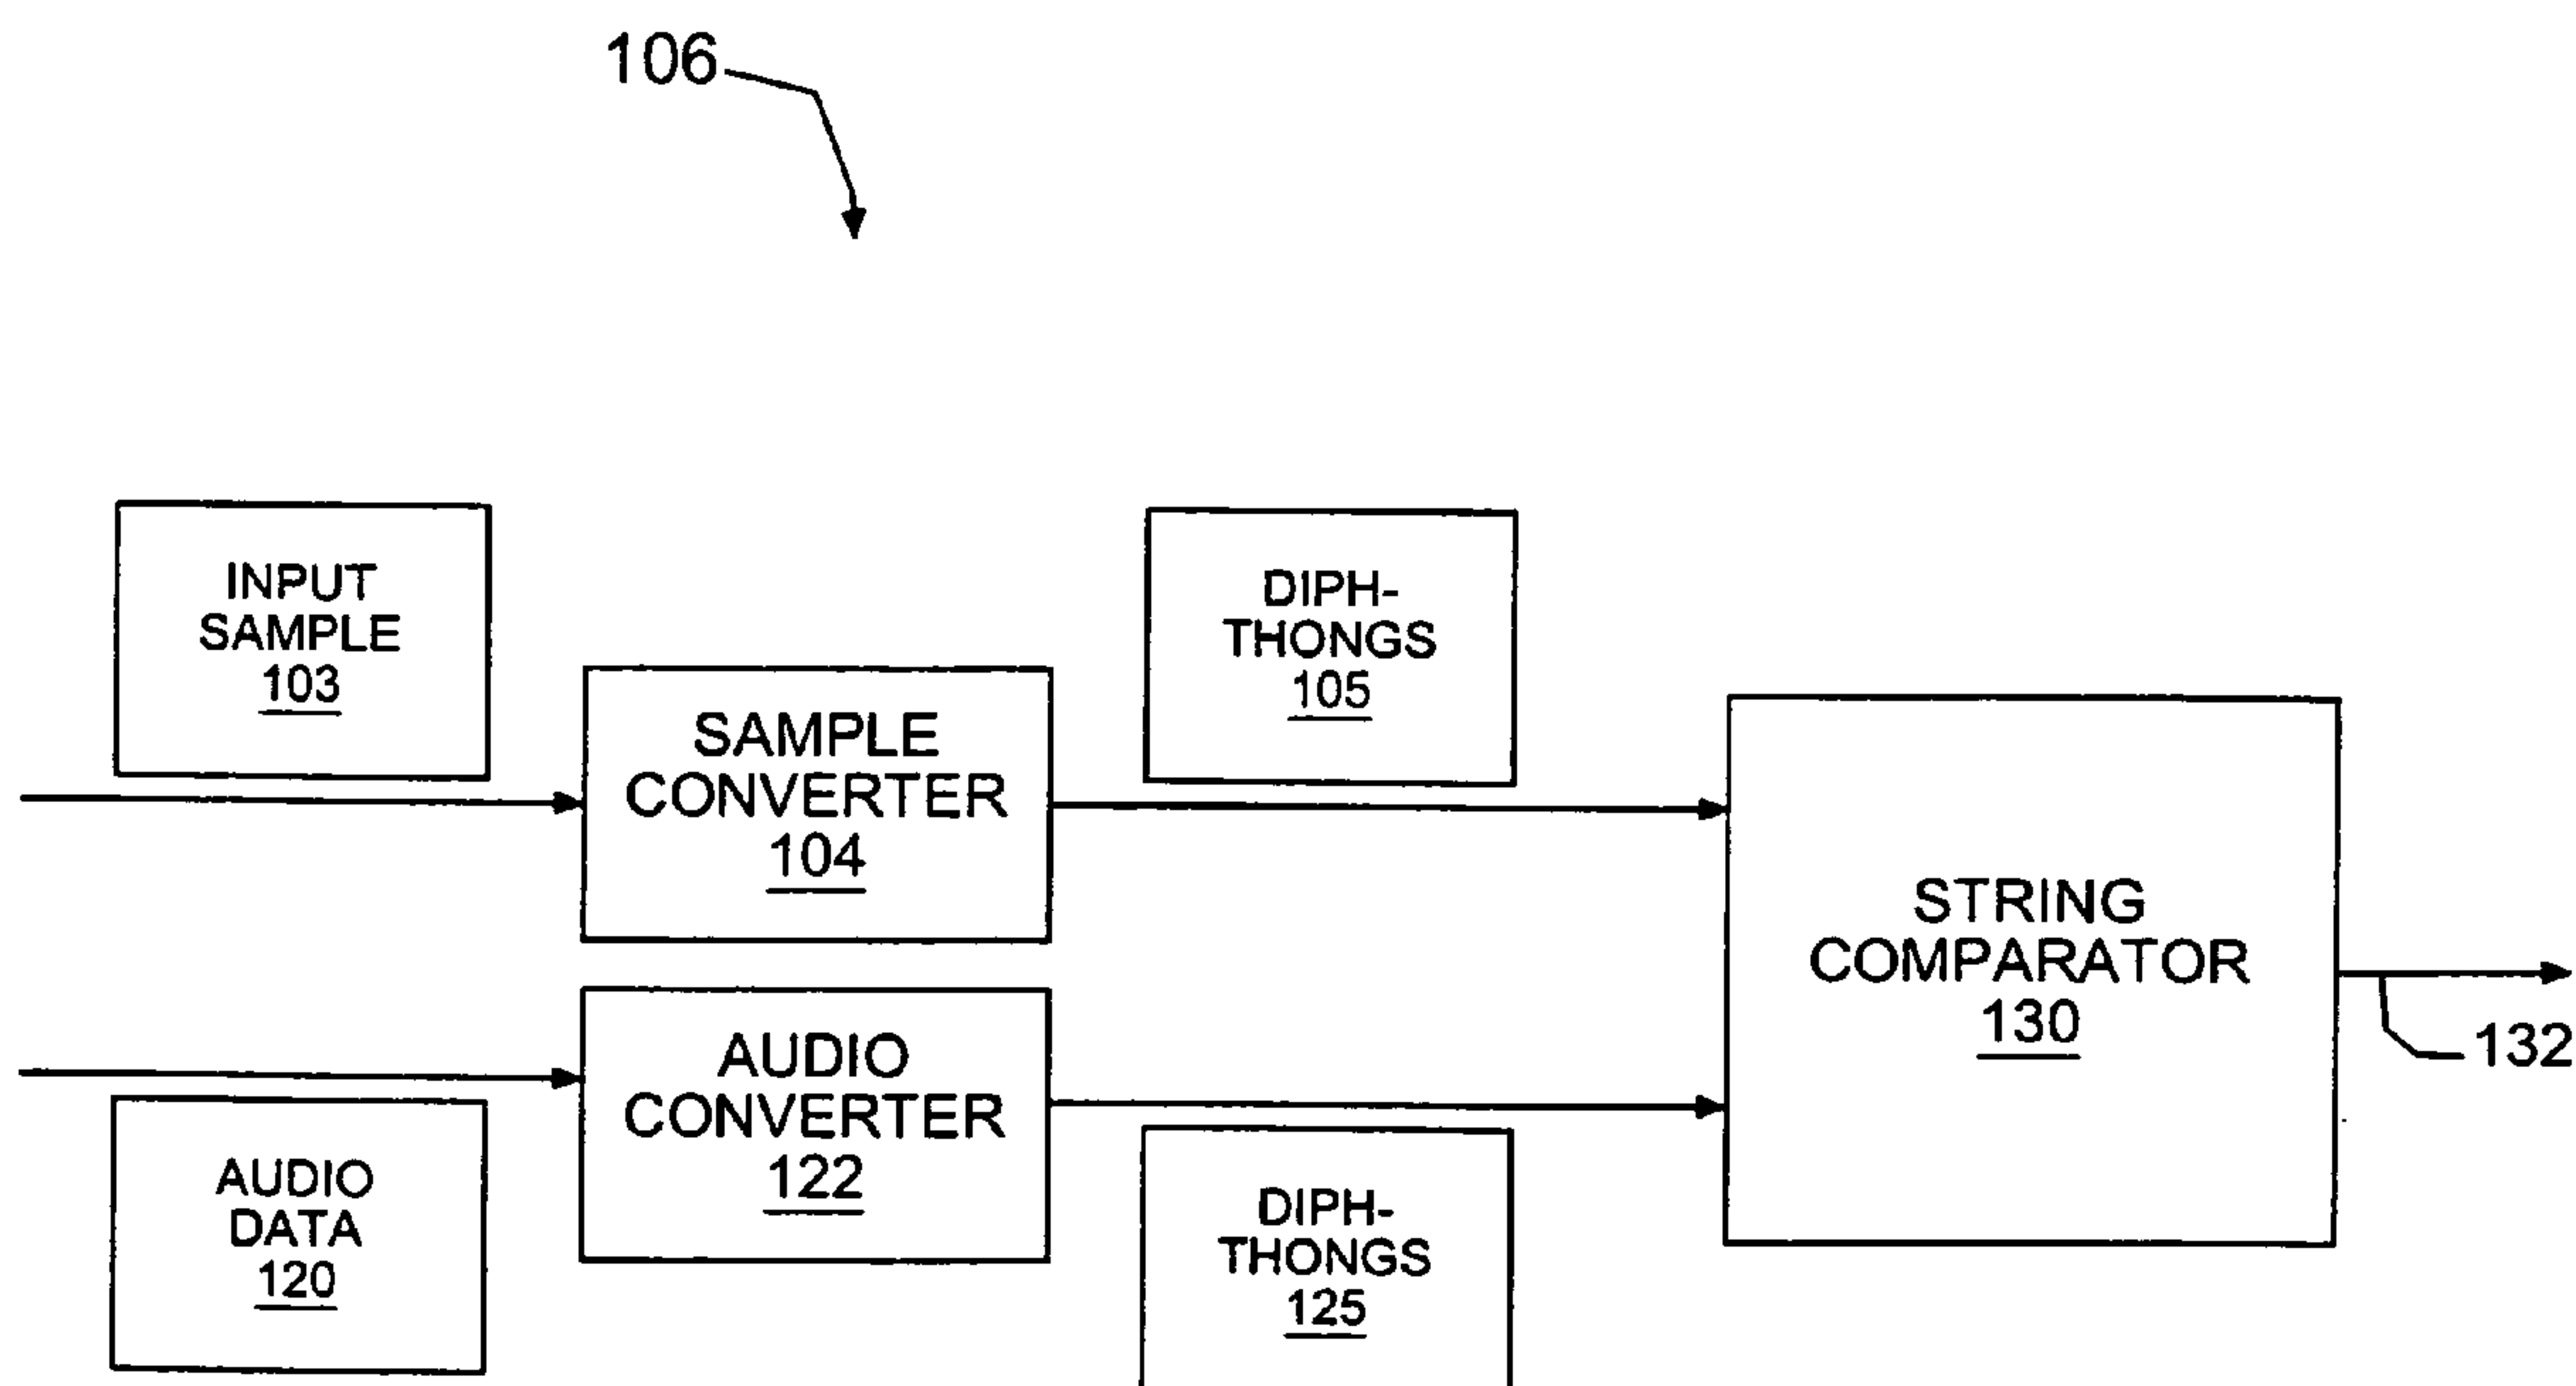 106
INPUT
SAMPLE
103
SAMPLE
CONVERTER
104
DIPH-
THONGS
105
AUDIO
DATA
120
AUDIO
CONVERTER
122
DIPH-
THONGS
125
STRING
COMPARATOR
130
132